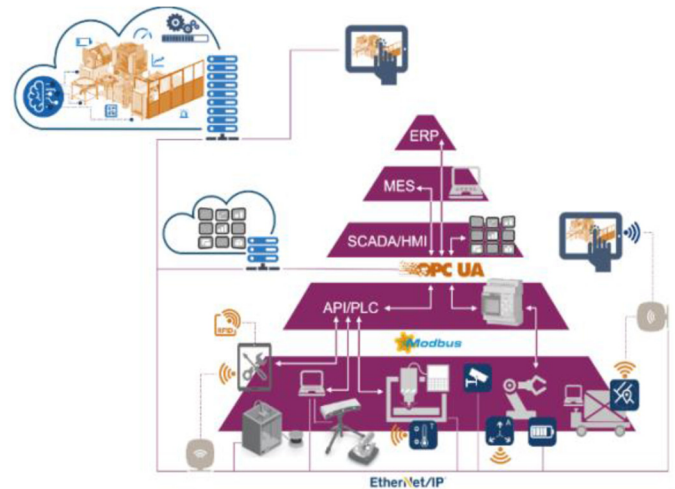 ERP
MES
SCADA/HMI
OPC UA
API/PLC
Modbus
RFID
T
A
EtherNet/IP